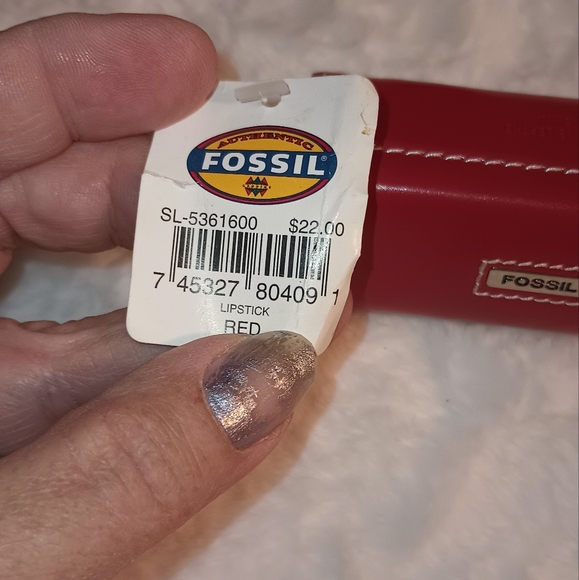 AUTHENTIC
FOSSIL®
SL-5361600 $22.00
7 45327 80409 1
LIPSTICK
RED
FOSSIL